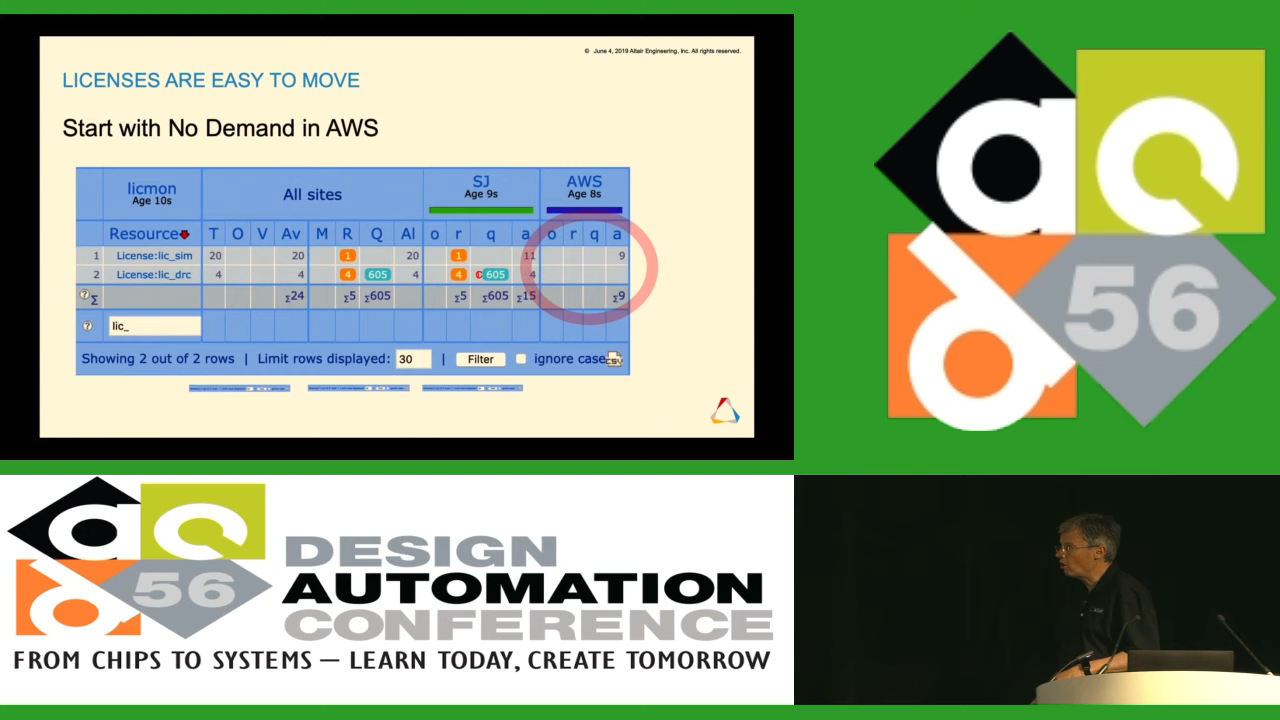 © June 4, 2019 Altair Engineering, Inc. All rights reserved.
LICENSES ARE EASY TO MOVE
Start with No Demand in AWS
licmon All sites SJ AWS
Age 10s Age 9s Age 8s
Resource T O V Av M R Q Al o r q a o r q a
1 License:lic_sim 20 20 1 20 1 11 9
2 License:lic_drc 4 4 4 605 4 4 605 4
Σ Σ24 Σ5 Σ605 Σ5 Σ605 Σ15 Σ9
lic_
Showing 2 out of 2 rows | Limit rows displayed: 30 | Filter ignore case CSV
56
56
DESIGN
AUTOMATION
CONFERENCE
FROM CHIPS TO SYSTEMS — LEARN TODAY, CREATE TOMORROW